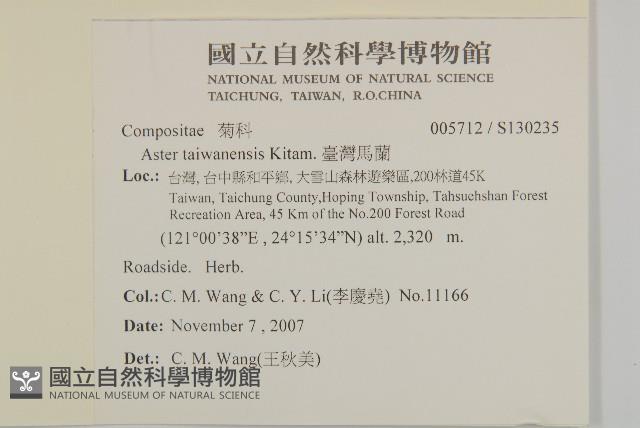 國立自然科學博物館
NATIONAL MUSEUM OF NATURAL SCIENCE
TAICHUNG, TAIWAN, R.O.CHINA
Compositae 菊科 005712 / S130235
Aster taiwanensis Kitam. 臺灣馬蘭
Loc.: 台灣, 台中縣和平鄉, 大雪山森林遊樂區,200林道45K
Taiwan, Taichung County,Hoping Township, Tahsuehshan Forest
Recreation Area, 45 Km of the No.200 Forest Road
(121°00'38”E , 24°15'34”N) alt. 2,320 m.
Roadside. Herb.
Col.: C. M. Wang & C. Y. Li(李慶堯) No.11166
Date: November 7 , 2007
Det.: C. M. Wang(王秋美)
國立自然科學博物館
NATIONAL MUSEUM OF NATURAL SCIENCE